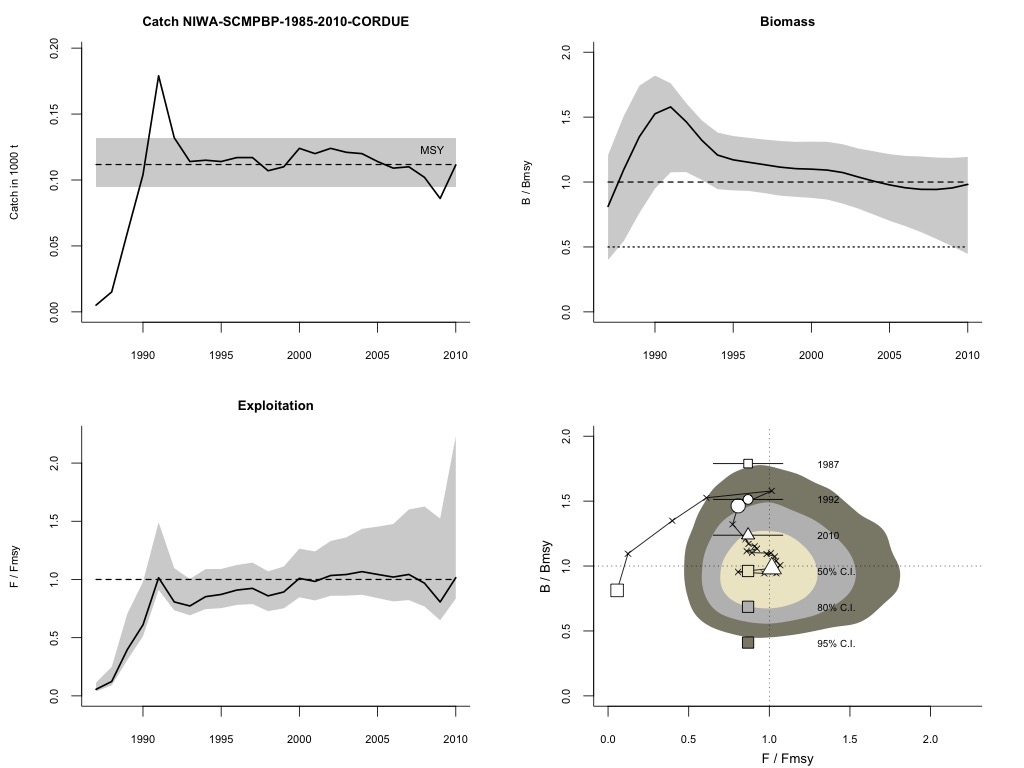 Catch NIWA-SCMPBP-1985-2010-CORDUE
Catch in 1000 t
0.20
0.15
0.10
0.05
0.00
MSY
1990 1995 2000 2005 2010
Biomass
B / Bmsy
2.0
1.5
1.0
0.5
0.0
1990 1995 2000 2005 2010
Exploitation
F / Fmsy
2.0
1.5
1.0
0.5
0.0
1990 1995 2000 2005 2010
B / Bmsy
2.0
1.5
1.0
0.5
0.0
1987
1992
2010
50% C.I.
80% C.I.
95% C.I.
0.0 0.5 1.0 1.5 2.0
F / Fmsy